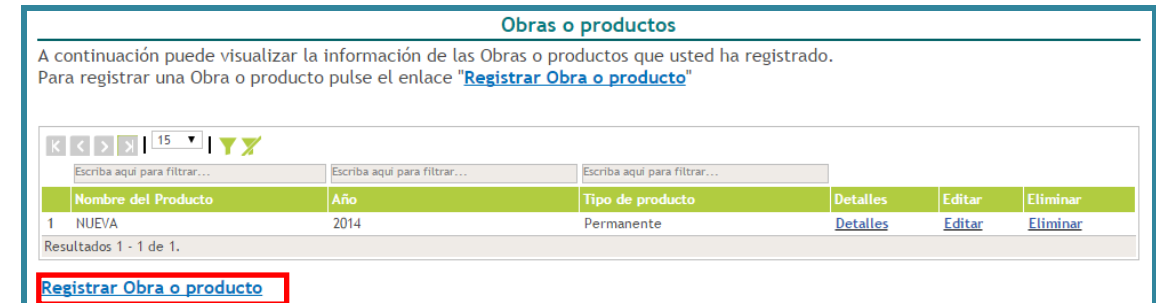 Obras o productos
A continuación puede visualizar la información de las Obras o productos que usted ha registrado.
Para registrar una Obra o producto pulse el enlace "Registrar Obra o producto"
15
Escriba aquí para filtrar... Escriba aquí para filtrar... Escriba aquí para filtrar...
Nombre del Producto Año Tipo de producto Detalles Editar Eliminar
1 NUEVA 2014 Permanente Detalles Editar Eliminar
Resultados 1 - 1 de 1.
Registrar Obra o producto